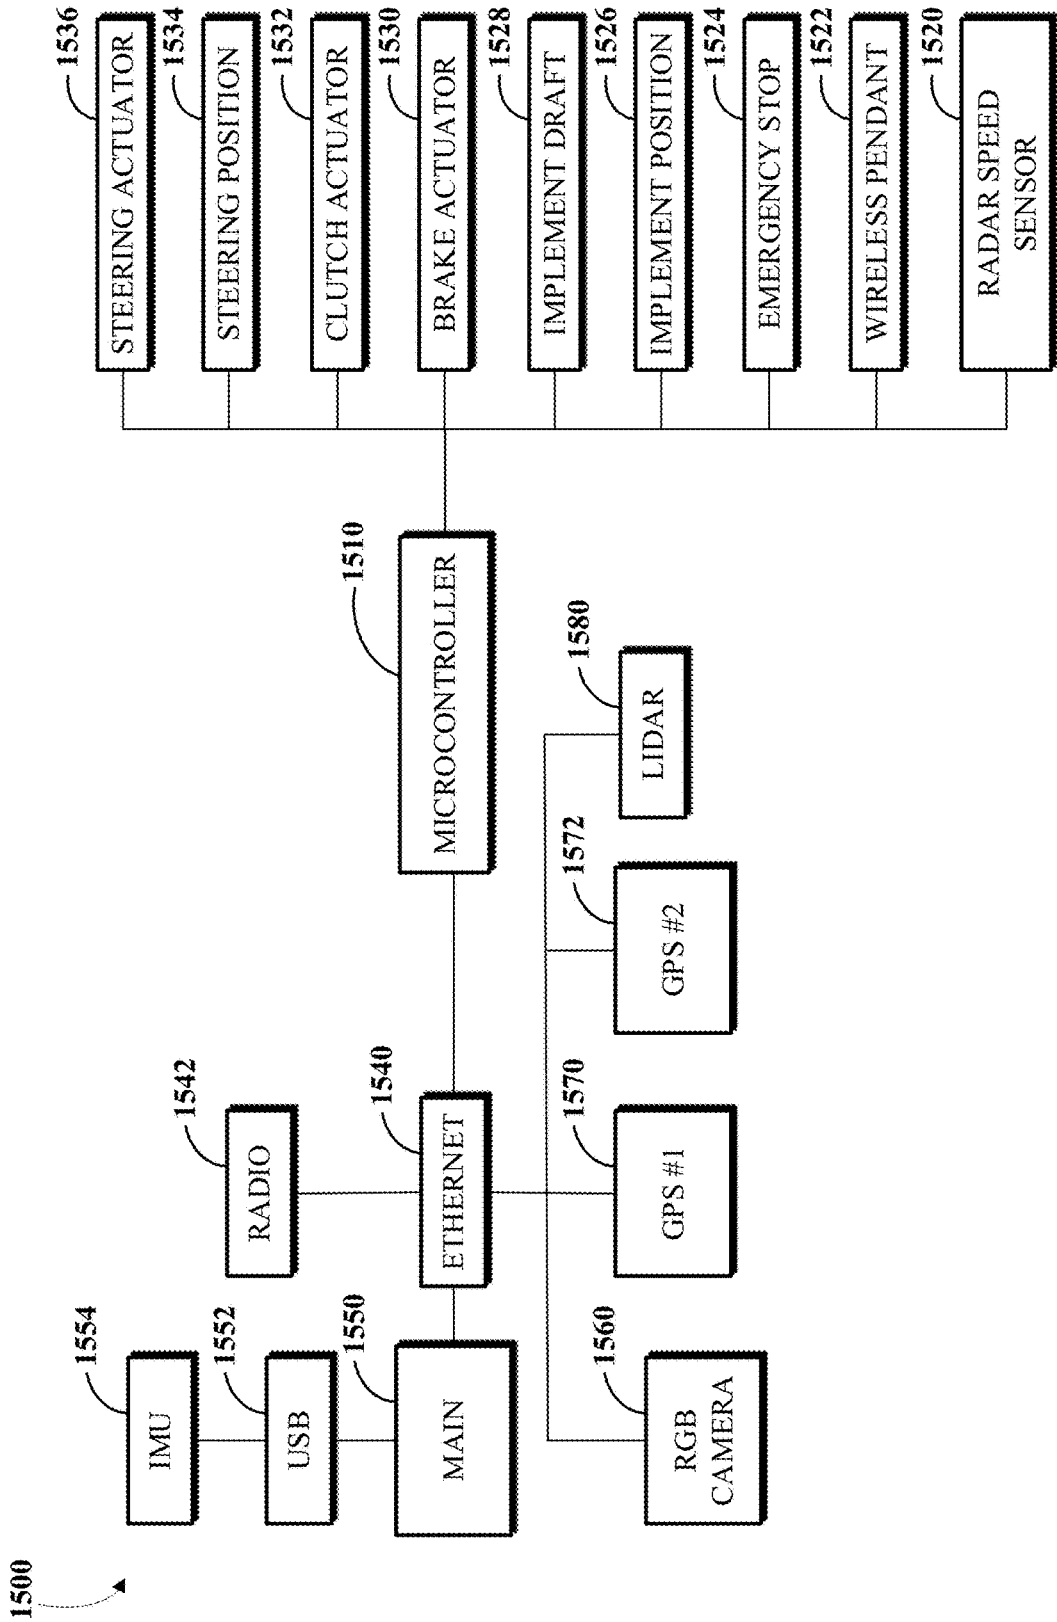 1500
IMU
1554
USB
1552
MAIN
1550
RADIO
1542
ETHERNET
1540
RGB
CAMERA
1560
GPS #1
1570
GPS #2
1572
LIDAR
1580
MICROCONTROLLER
1510
STEERING ACTUATOR
1536
STEERING POSITION
1534
CLUTCH ACTUATOR
1532
BRAKE ACTUATOR
1530
IMPLEMENT DRAFT
1528
IMPLEMENT POSITION
1526
EMERGENCY STOP
1524
WIRELESS PENDANT
1522
RADAR SPEED
SENSOR
1520